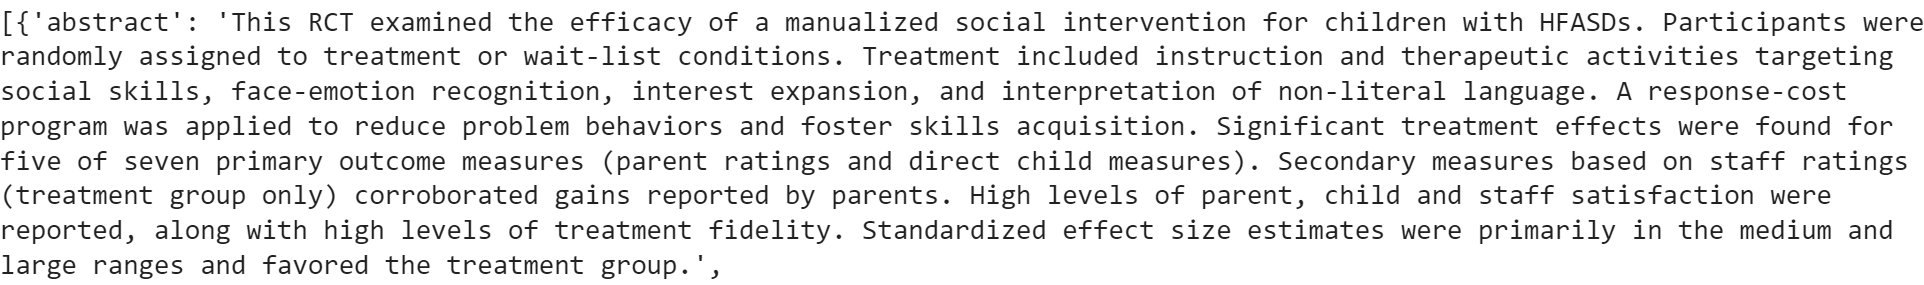 [{'abstract': 'This RCT examined the efficacy of a manualized social intervention for children with HFASDs. Participants were
randomly assigned to treatment or wait-list conditions. Treatment included instruction and therapeutic activities targeting
social skills, face-emotion recognition, interest expansion, and interpretation of non-literal language. A response-cost
program was applied to reduce problem behaviors and foster skills acquisition. Significant treatment effects were found for
five of seven primary outcome measures (parent ratings and direct child measures). Secondary measures based on staff ratings
(treatment group only) corroborated gains reported by parents. High levels of parent, child and staff satisfaction were
reported, along with high levels of treatment fidelity. Standardized effect size estimates were primarily in the medium and
large ranges and favored the treatment group.',